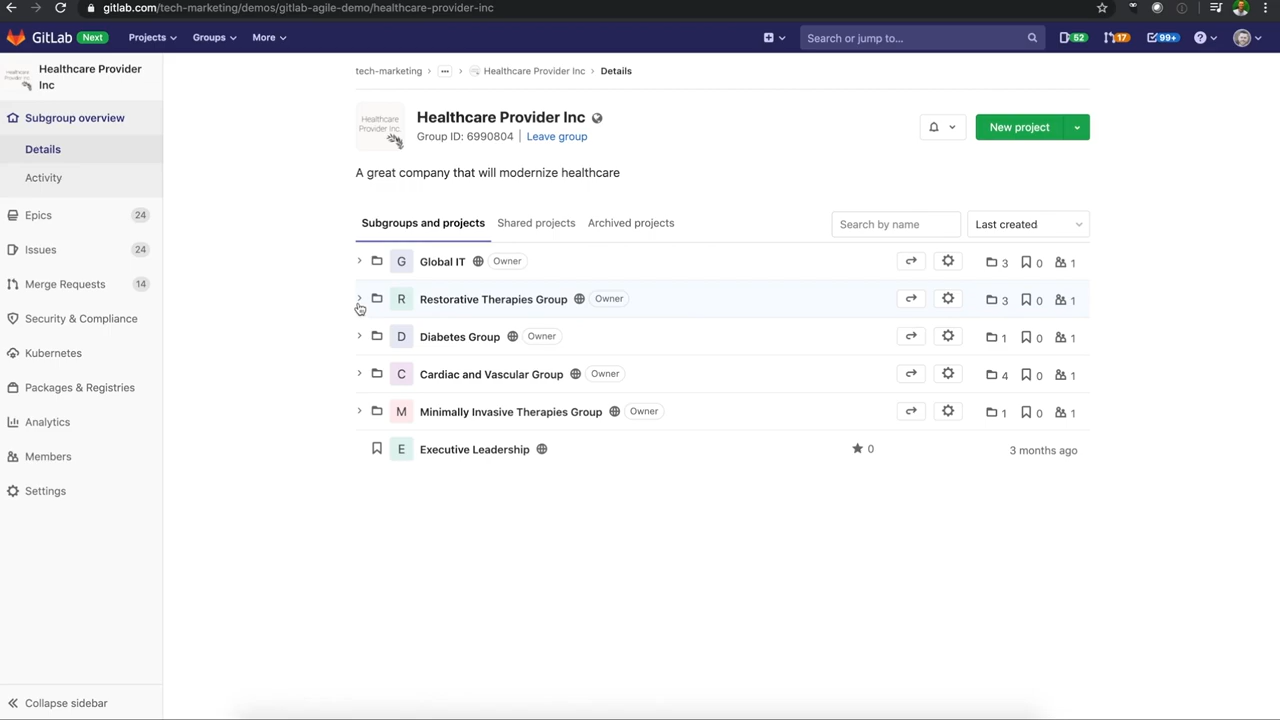 gitlab.com/tech-marketing/demos/gitlab-agile-demo/healthcare-provider-inc
GitLab Next Projects Groups More Search or jump to... 52 17 99+
Healthcare Provider Inc
Subgroup overview
Details
Activity
Epics 24
Issues 24
Merge Requests 14
Security & Compliance
Kubernetes
Packages & Registries
Analytics
Members
Settings
Collapse sidebar
tech-marketing › ... › Healthcare Provider Inc › Details
Healthcare Provider Inc.
Healthcare Provider Inc
Group ID: 6990804 | Leave group
New project
A great company that will modernize healthcare
Subgroups and projects Shared projects Archived projects Search by name Last created
G Global IT Owner 3 0 1
R Restorative Therapies Group Owner 3 0 1
D Diabetes Group Owner 1 0 1
C Cardiac and Vascular Group Owner 4 0 1
M Minimally Invasive Therapies Group Owner 1 0 1
E Executive Leadership 0 3 months ago